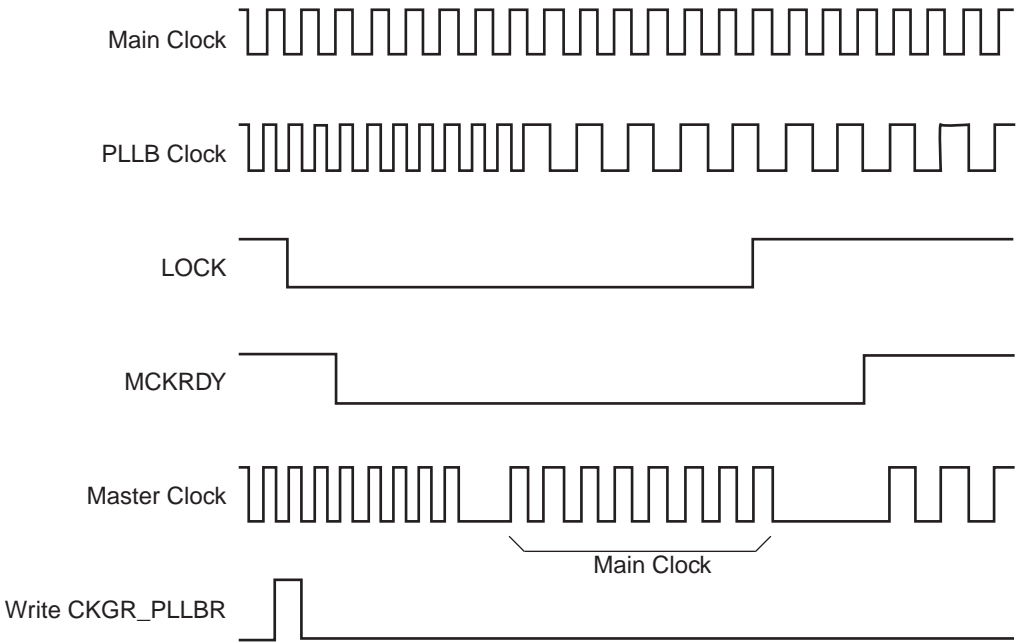 Main Clock
PLLB Clock
LOCK
MCKRDY
Master Clock
Main Clock
Write CKGR_PLLBR